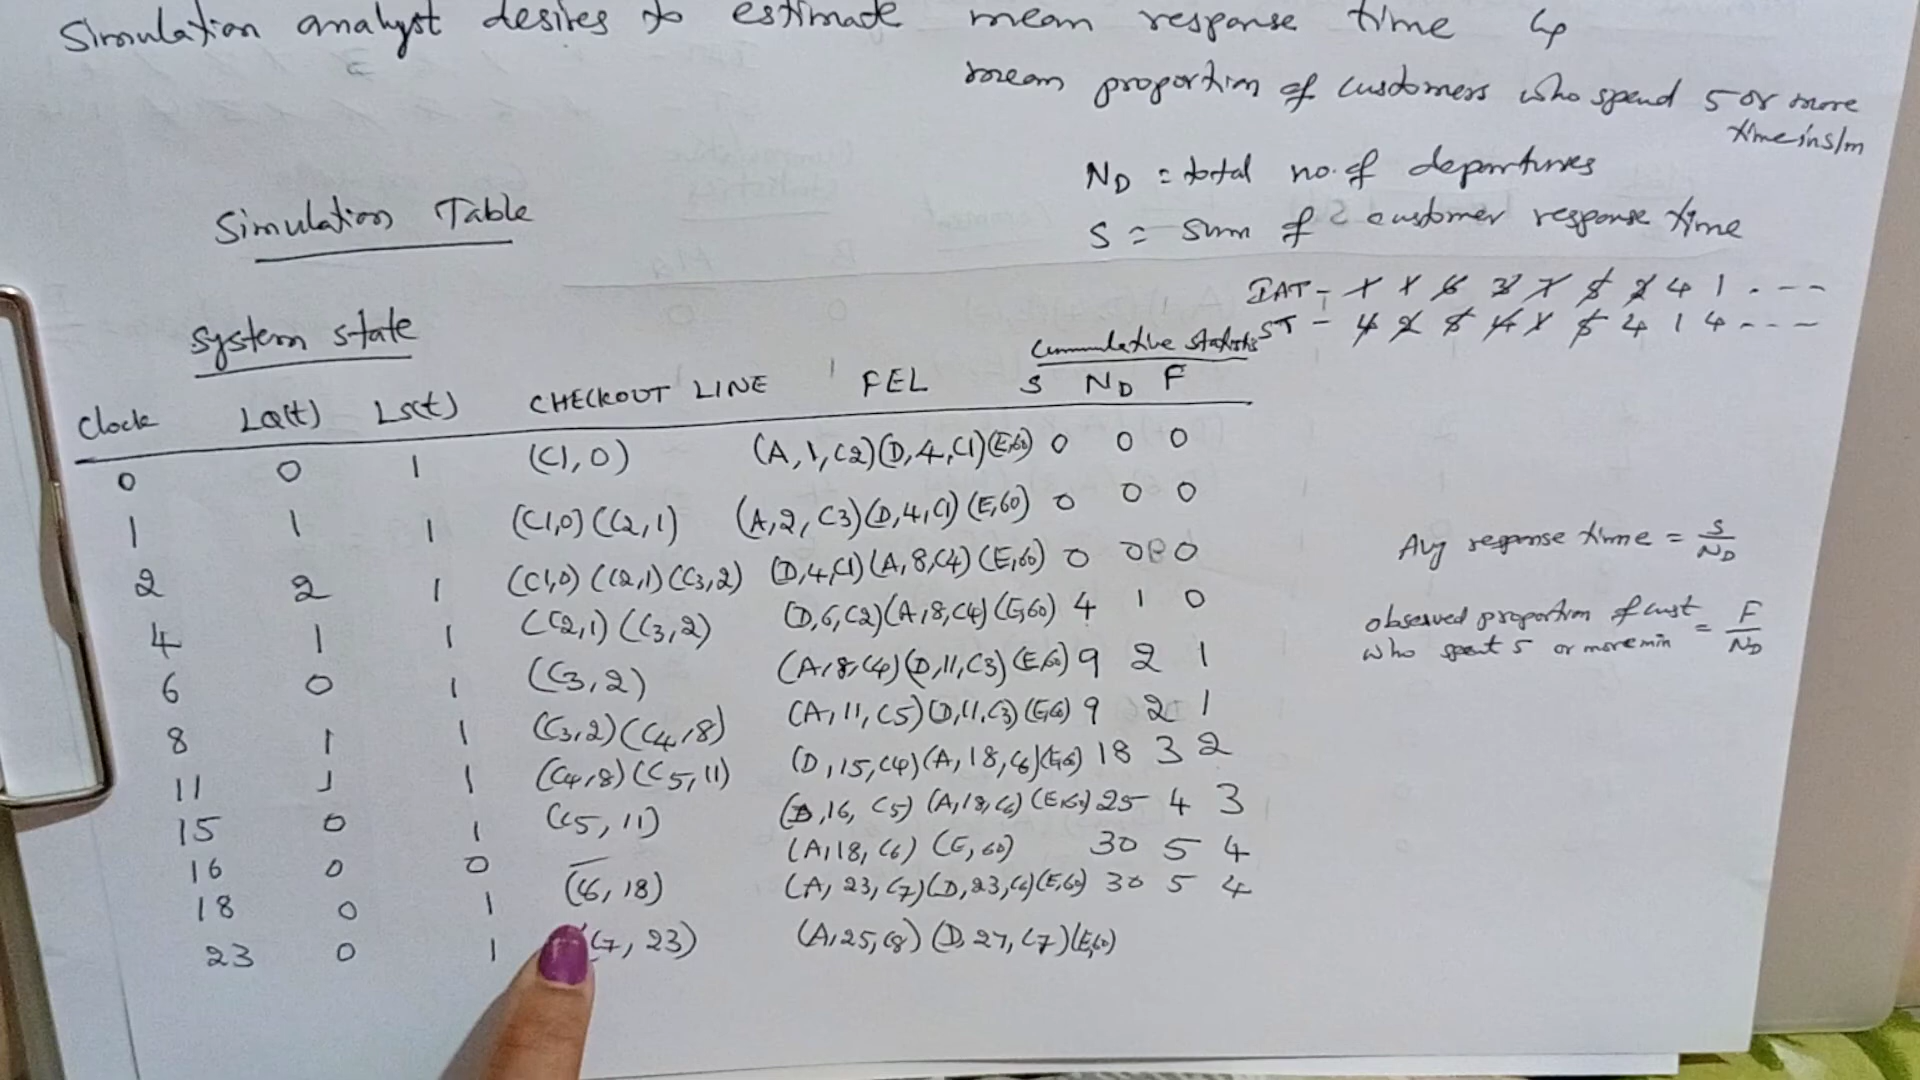 Simulation analyst desires to estimate mean response time &
mean proportion of customers who spend 5 or more
time in s/m
ND = total no. of departures
S = sum of customer response time
Simulation Table
IAT - 1 1 6 3 7 5 2 4 1 . - - -
ST - 4 2 5 4 1 5 4 1 4 - - - -
System state
Cummulative statistics
Clock LQ(t) LS(t) CHECKOUT LINE FEL S ND F
0 0 1 (C1,0) (A,1,C2)(D,4,C1)(E,60) 0 0 0
1 1 1 (C1,0)(C2,1) (A,2,C3)(D,4,C1)(E,60) 0 0 0
2 2 1 (C1,0)(C2,1)(C3,2) (D,4,C1)(A,8,C4)(E,60) 0 0 0
4 1 1 (C2,1)(C3,2) (D,6,C2)(A,8,C4)(E,60) 4 1 0
6 0 1 (C3,2) (A,8,C4)(D,11,C3)(E,60) 9 2 1
8 1 1 (C3,2)(C4,8) (A,11,C5)(D,11,C3)(E,60) 9 2 1
11 1 1 (C4,8)(C5,11) (D,15,C4)(A,18,C6)(E,60) 18 3 2
15 0 1 (C5,11) (D,16,C5)(A,18,C6)(E,60) 25 4 3
16 0 0 — (A,18,C6)(E,60) 30 5 4
18 0 1 (C6,18) (A,23,C7)(D,23,C6)(E,60) 30 5 4
23 0 1 (C7,23) (A,25,C8)(D,27,C7)(E,60)
Avg response time = S/ND
observed proportion of cust
who spent 5 or more min = F/ND